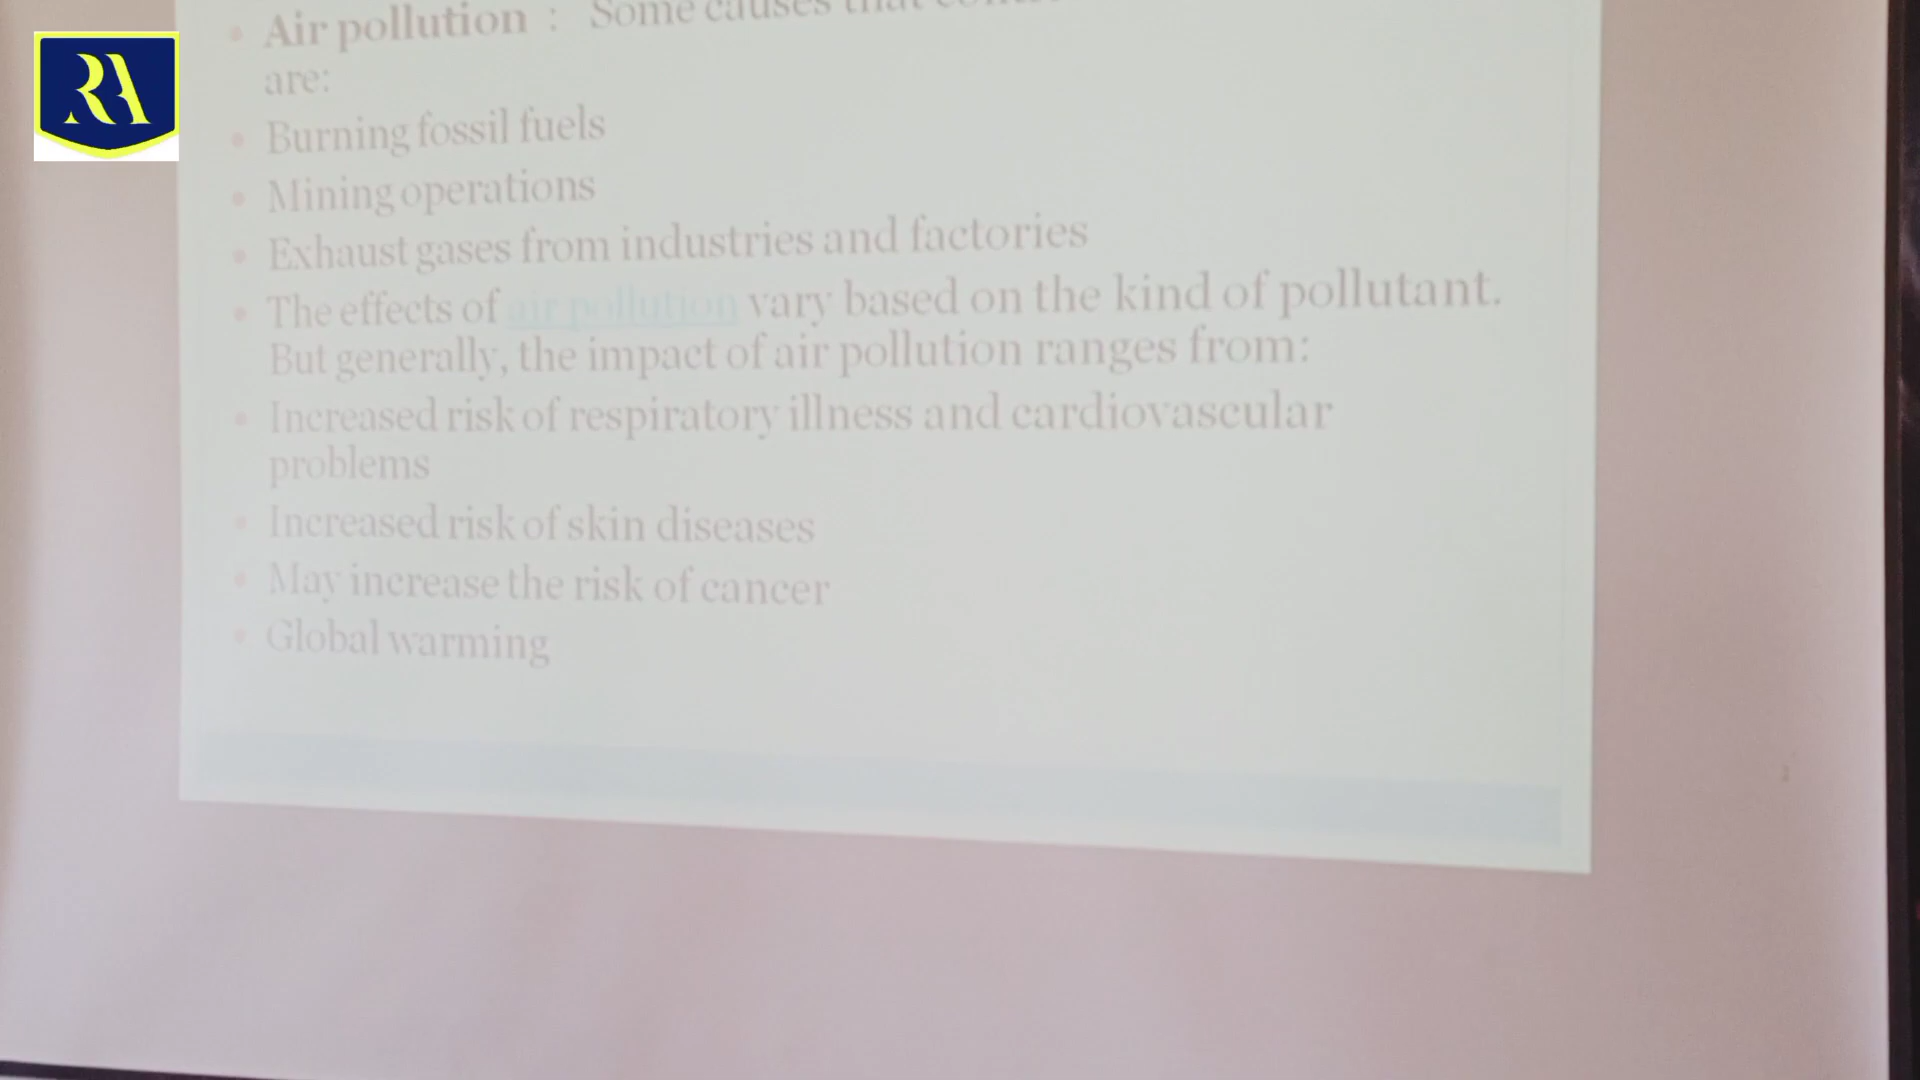 RA
• Air pollution : Some causes that
are:
• Burning fossil fuels
• Mining operations
• Exhaust gases from industries and factories
• The effects of air pollution vary based on the kind of pollutant.
But generally, the impact of air pollution ranges from:
• Increased risk of respiratory illness and cardiovascular
problems
• Increased risk of skin diseases
• May increase the risk of cancer
• Global warming